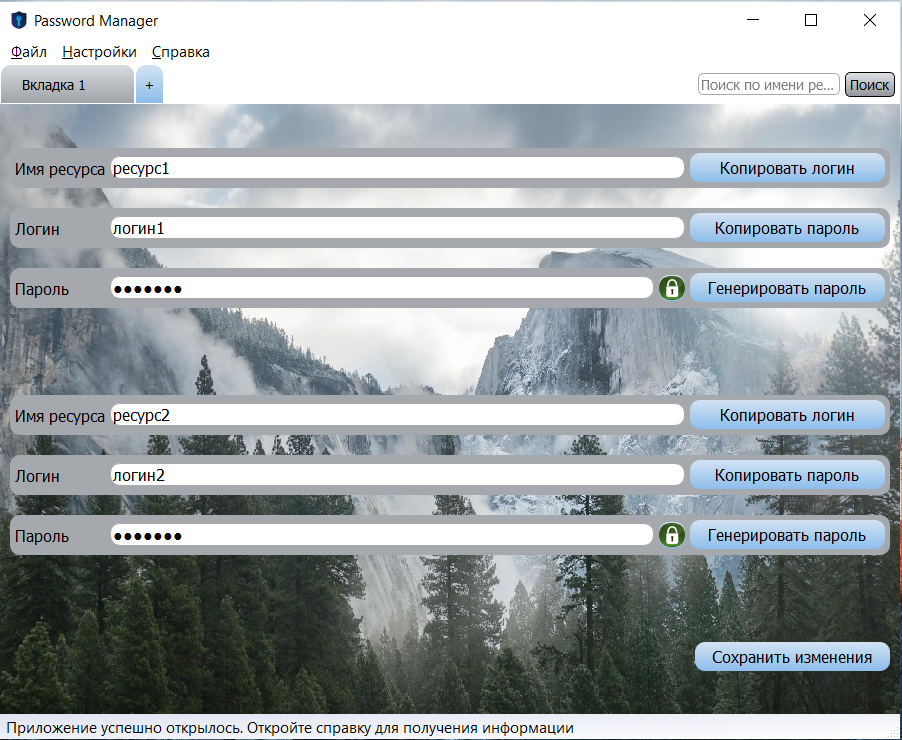 Password Manager
Файл Настройки Справка
Вкладка 1 + Поиск по имени ре... Поиск
Имя ресурса ресурс1 Копировать логин
Логин логин1 Копировать пароль
Пароль ●●●●●●● Генерировать пароль
Имя ресурса ресурс2 Копировать логин
Логин логин2 Копировать пароль
Пароль ●●●●●●● Генерировать пароль
Сохранить изменения
Приложение успешно открылось. Откройте справку для получения информации